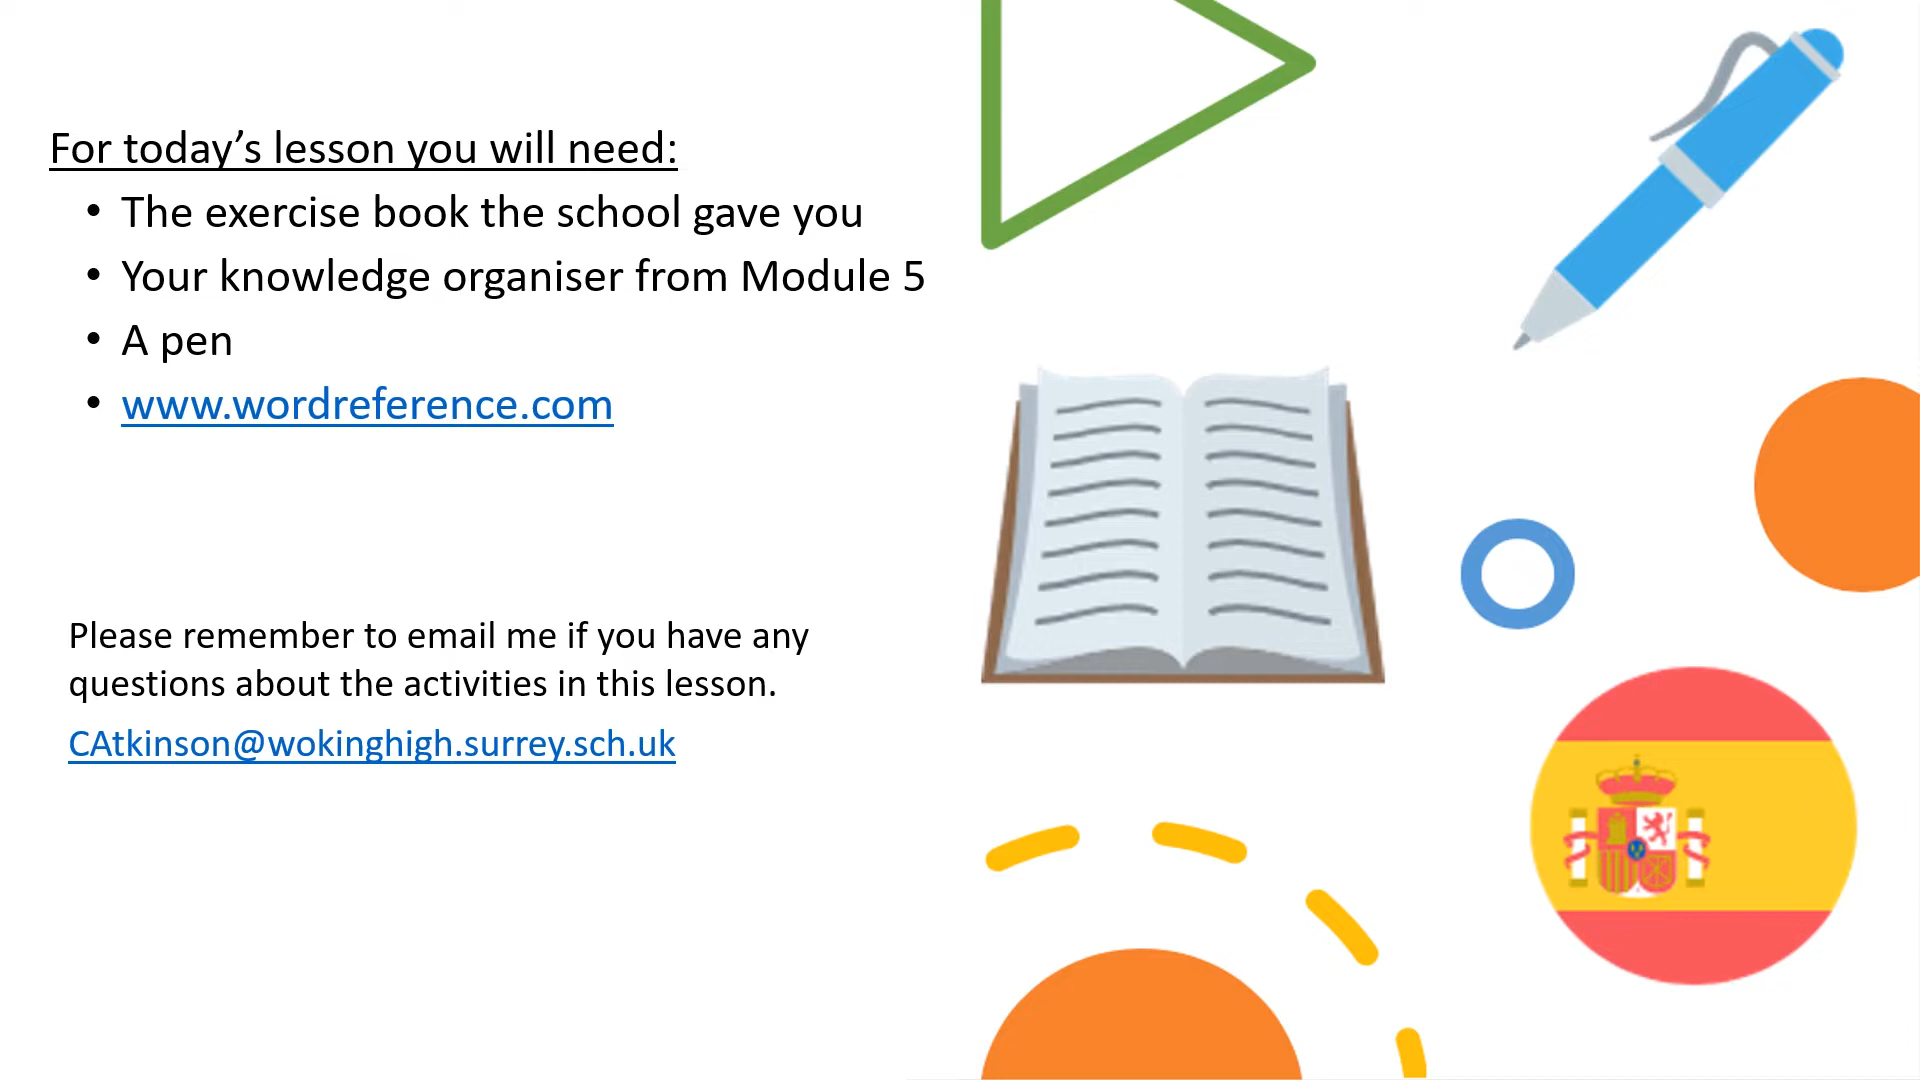 For today’s lesson you will need:
• The exercise book the school gave you
• Your knowledge organiser from Module 5
• A pen
• www.wordreference.com
Please remember to email me if you have any
questions about the activities in this lesson.
CAtkinson@wokinghigh.surrey.sch.uk